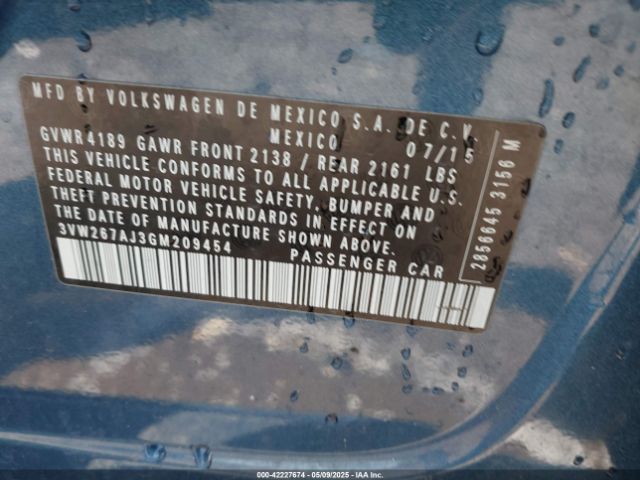 MFD BY VOLKSWAGEN DE MEXICO S.A. DE C.V.
MEXICO 07/15
GVWR 4189 GAWR FRONT 2138 / REAR 2161 LBS
THIS VEHICLE CONFORMS TO ALL APPLICABLE U.S.
FEDERAL MOTOR VEHICLE SAFETY, BUMPER AND
THEFT PREVENTION STANDARDS IN EFFECT ON
THE DATE OF MANUFACTURE SHOWN ABOVE.
3VW267AJ3GM209454 PASSENGER CAR
2856645 3156 M
000-42227674 - 05/09/2025 - IAA Inc.